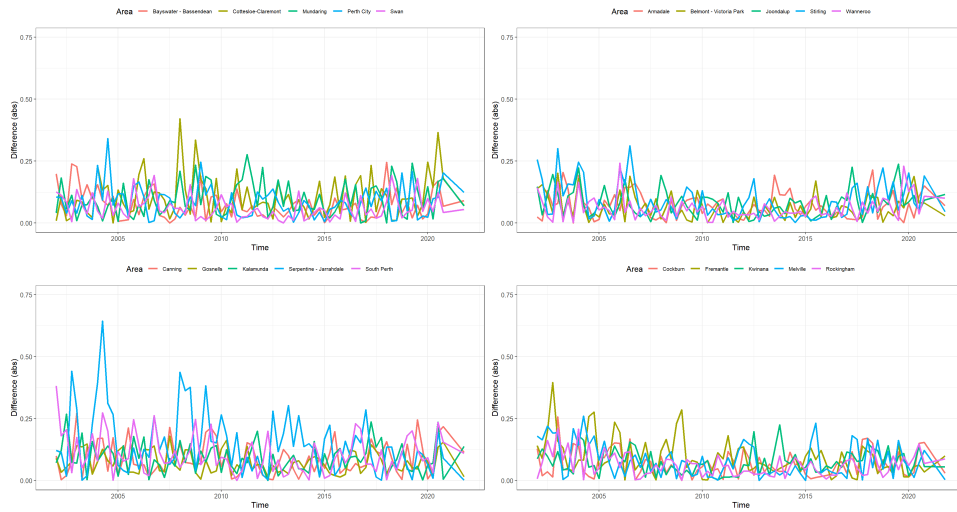 Area Bayswater - Bassendean Cottesloe-Claremont Mundaring Perth City Swan
0.75
0.50
0.25
0.00
Difference (abs)
2005 2010 2015 2020
Time
Area Armadale Belmont - Victoria Park Joondalup Stirling Wanneroo
0.75
0.50
0.25
0.00
Difference (abs)
2005 2010 2015 2020
Time
Area Canning Gosnells Kalamunda Serpentine - Jarrahdale South Perth
0.75
0.50
0.25
0.00
Difference (abs)
2005 2010 2015 2020
Time
Area Cockburn Fremantle Kwinana Melville Rockingham
0.75
0.50
0.25
0.00
Difference (abs)
2005 2010 2015 2020
Time